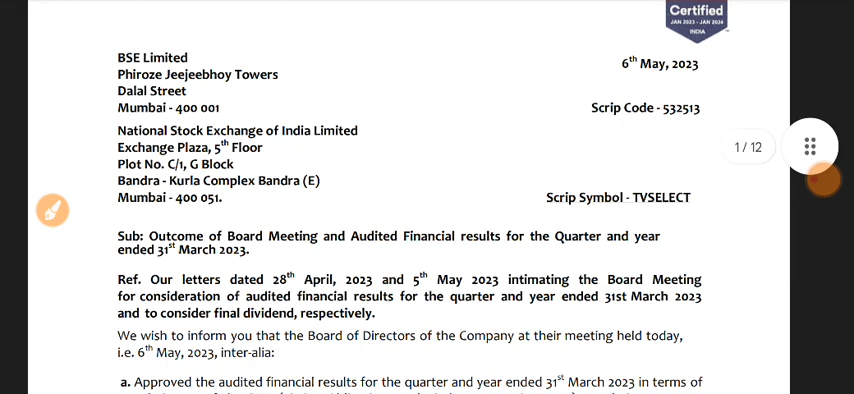 Certified
JAN 2023 - JAN 2024
INDIA
BSE Limited
6th May, 2023
Phiroze Jeejeebhoy Towers
Dalal Street
Mumbai - 400 001
Scrip Code - 532513
National Stock Exchange of India Limited
Exchange Plaza, 5th Floor
1 / 12
Plot No. C/1, G Block
Bandra - Kurla Complex Bandra (E)
Mumbai - 400 051.
Scrip Symbol - TVSELECT
Sub: Outcome of Board Meeting and Audited Financial results for the Quarter and year
ended 31st March 2023.
Ref. Our letters dated 28th April, 2023 and 5th May 2023 intimating the Board Meeting
for consideration of audited financial results for the quarter and year ended 31st March 2023
and to consider final dividend, respectively.
We wish to inform you that the Board of Directors of the Company at their meeting held today,
i.e. 6th May, 2023, inter-alia:
a. Approved the audited financial results for the quarter and year ended 31st March 2023 in terms of